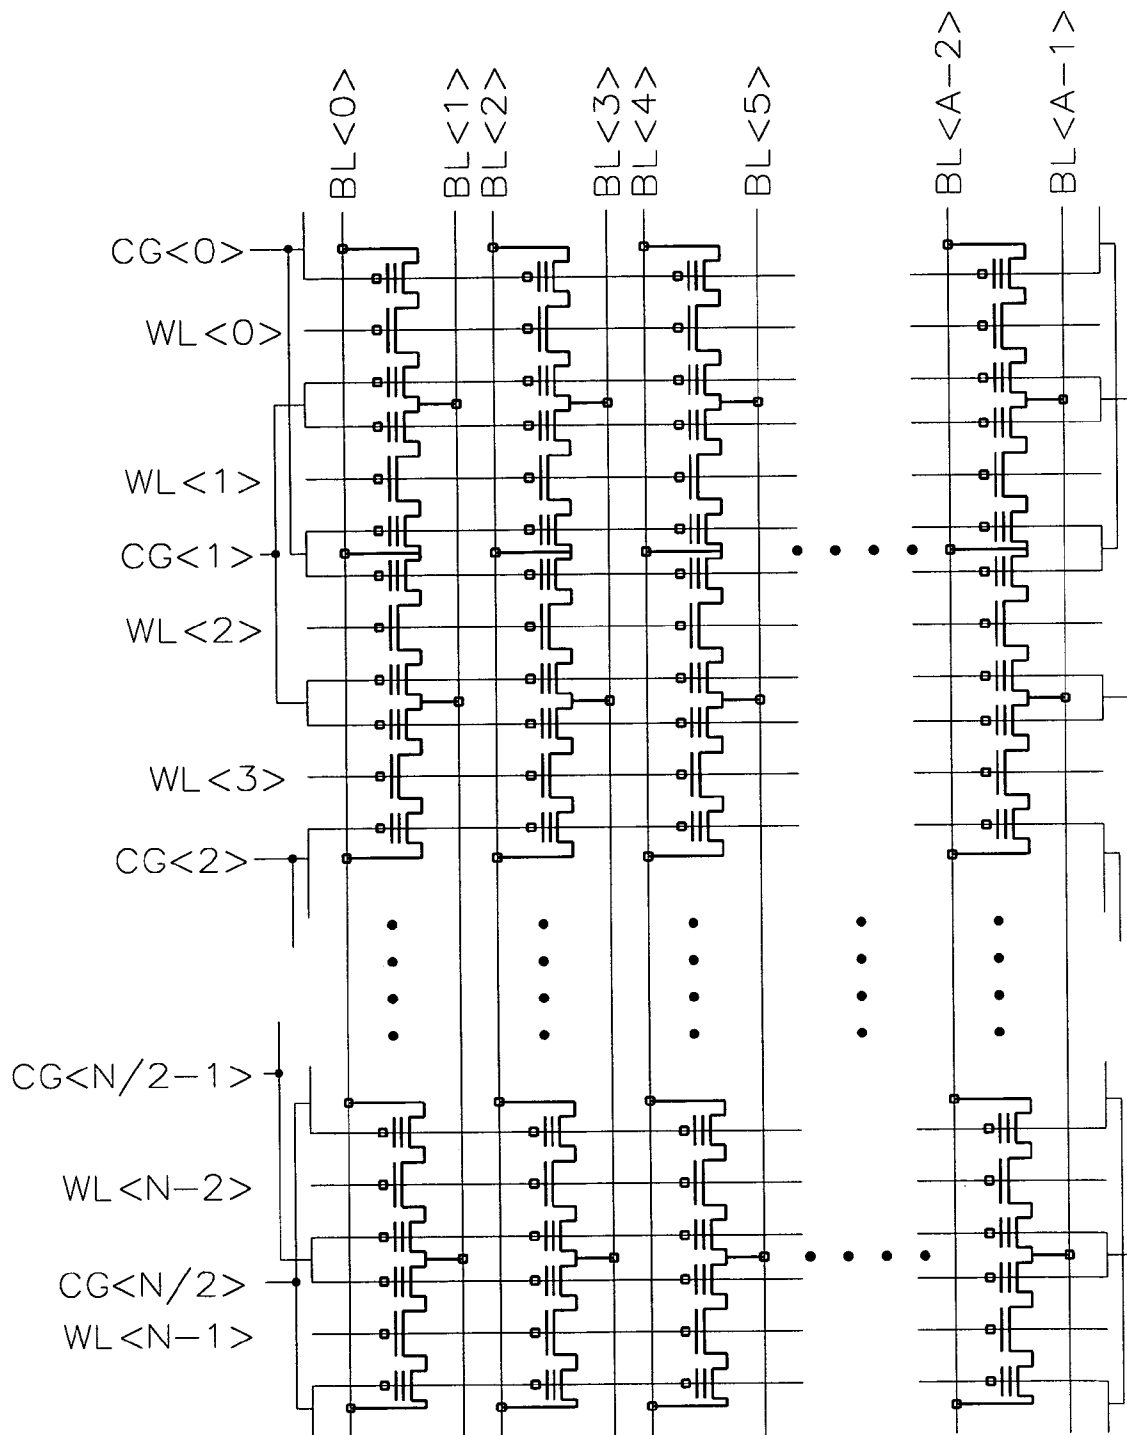 BL<0>
BL<1>
BL<2>
BL<3>
BL<4>
BL<5>
BL<A-2>
BL<A-1>
CG<0>
WL<0>
WL<1>
CG<1>
WL<2>
WL<3>
CG<2>
CG<N/2-1>
WL<N-2>
CG<N/2>
WL<N-1>